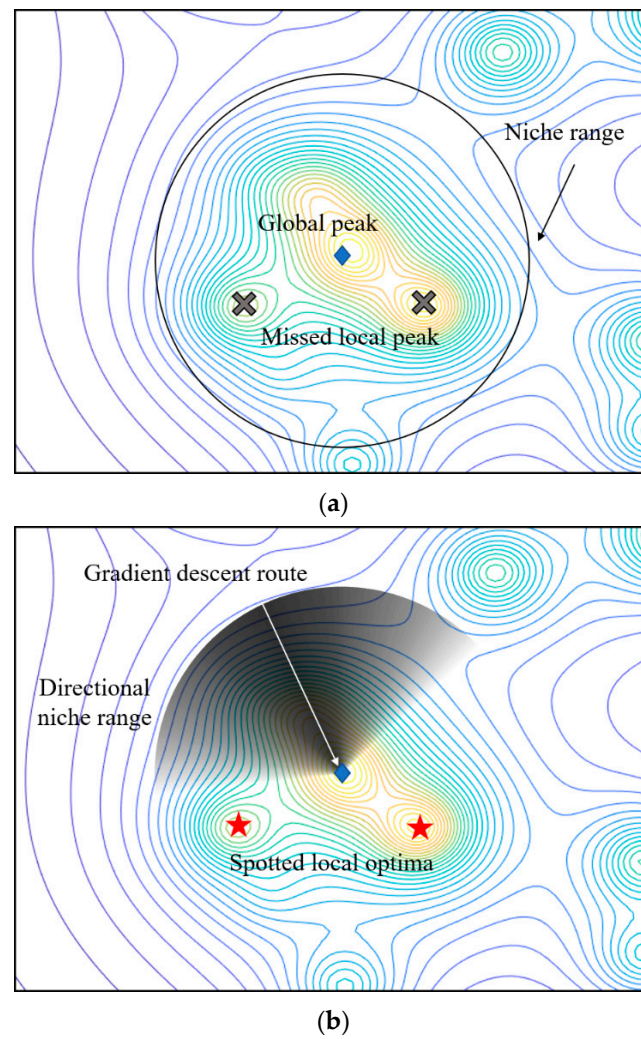 Niche range
Global peak
Missed local peak
(a)
Gradient descent route
Directional
niche range
Spotted local optima
(b)